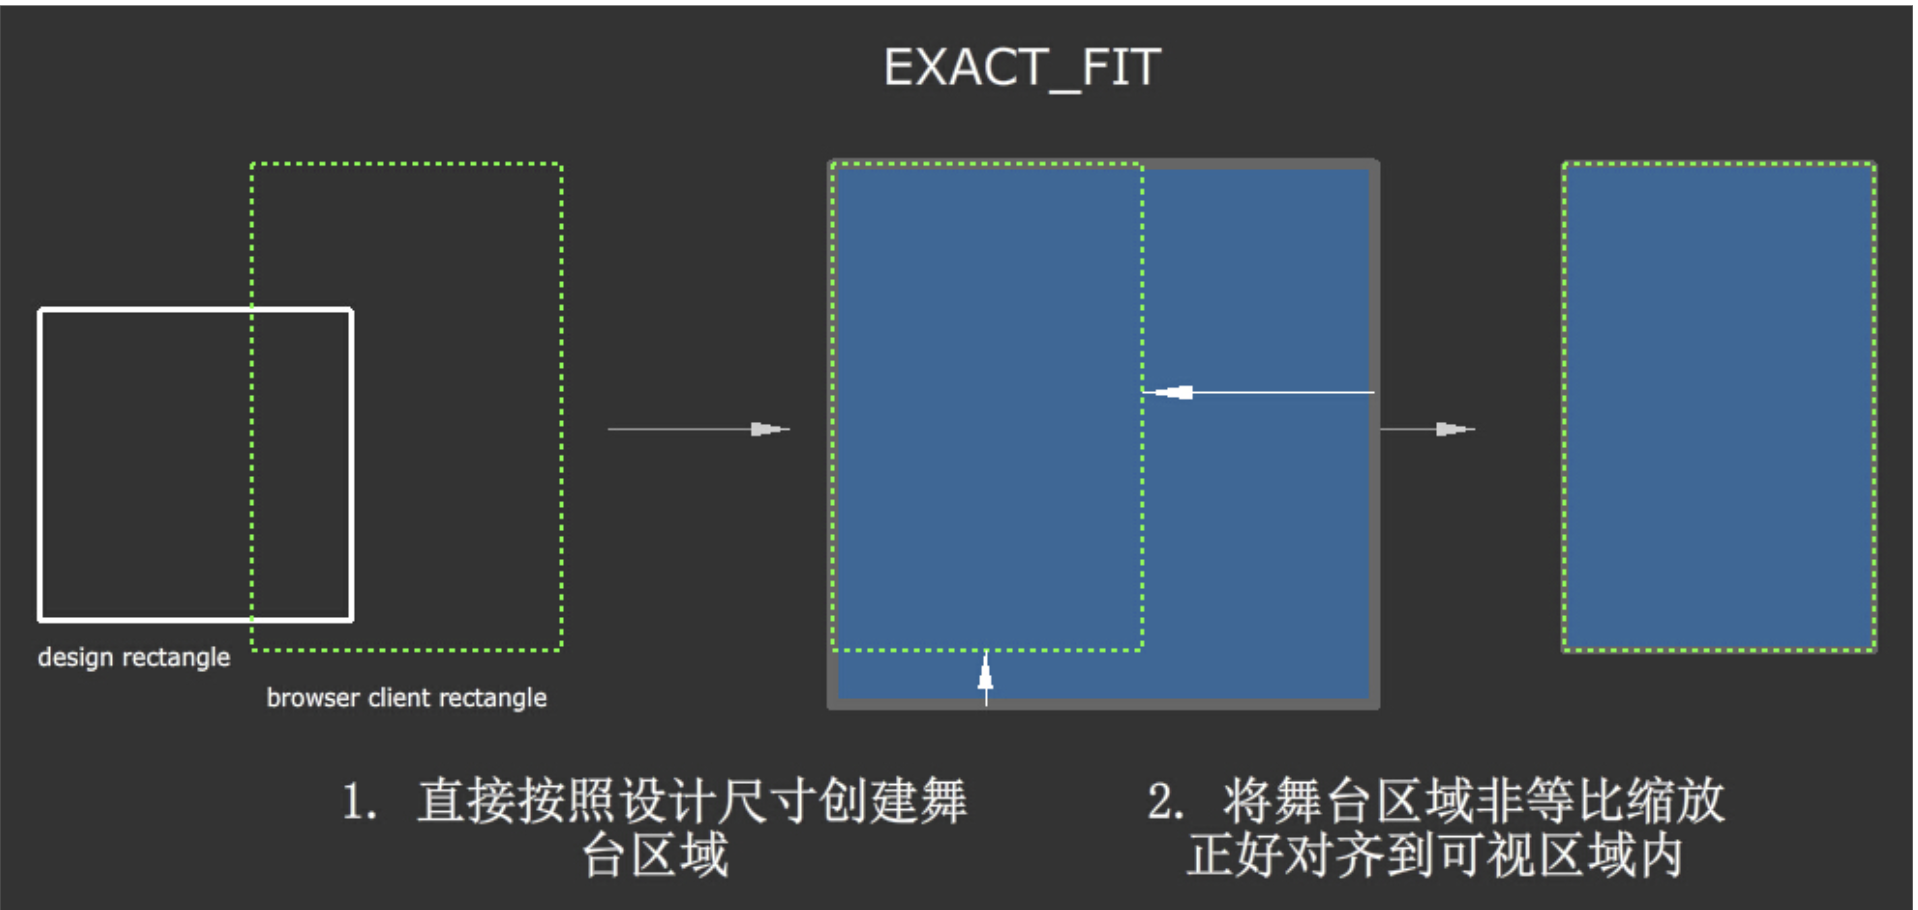 EXACT_FIT
design rectangle
browser client rectangle
1. 直接按照设计尺寸创建舞
台区域
2. 将舞台区域非等比缩放
正好对齐到可视区域内